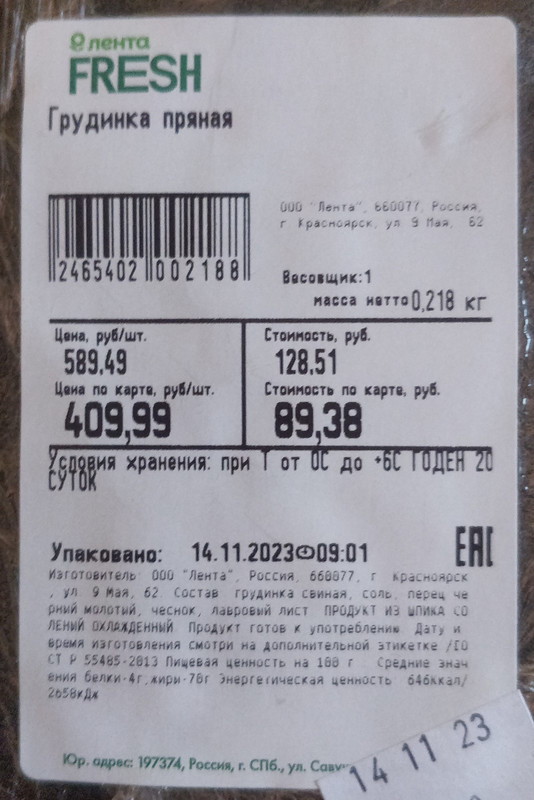 лента
FRESH
Грудинка пряная
ООО "Лента", 660077, Россия,
г Красноярск, ул 9 Мая, 62
2465402 002188
Весовщик:1
масса нетто 0,218 кг
Цена, руб/шт.
589,49
Цена по карте, руб/шт.
409,99
Стоимость, руб.
128,51
Стоимость по карте, руб.
89,38
Условия хранения: при Т от 0С до +6С ГОДЕН 20
СУТОК
Упаковано: 14.11.2023 09:01
EAC
Изготовитель ООО "Лента", Россия, 660077, г Красноярск
, ул 9 Мая, 62 Состав грудинка свиная, соль, перец че
рный молотый, чеснок, лавровый лист ПРОДУКТ ИЗ ШПИКА СО
ЛЕНЫЙ ОХЛАЖДЕННЫЙ Продукт готов к употреблению Дату и
время изготовления смотри на дополнительной этикетке /ГО
СТ Р 55485-2013 Пищевая ценность на 100 г Средние знач
ения белки-4г,жиры-70г Энергетическая ценность 646ккал/
2658кДж
Юр. адрес: 197374, Россия, г. СПб., ул.
14 11 23